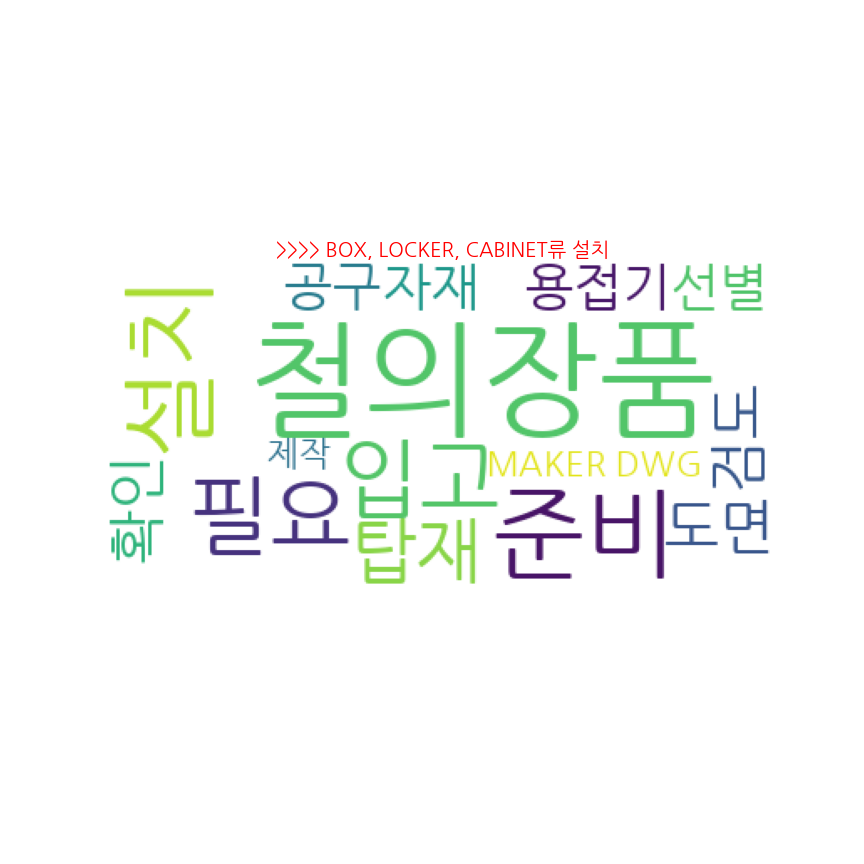 >>>> BOX, LOCKER, CABINET류 설치
공구자재
용접기
선별
설치
철의장품
검도
제작
입고
MAKER DWG
확인
필요
탑재
준비
도면